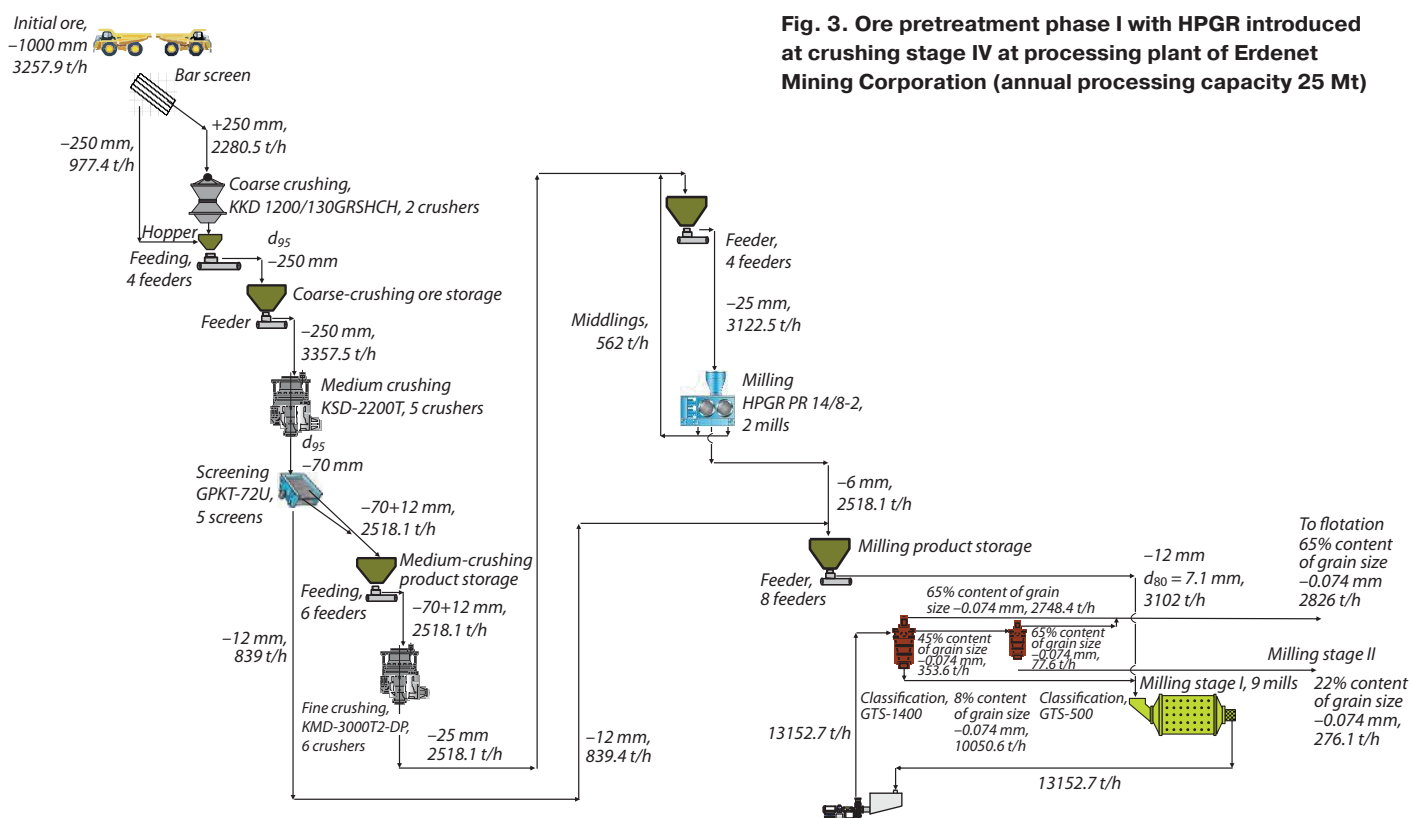 Fig. 3. Ore pretreatment phase I with HPGR introduced
at crushing stage IV at processing plant of Erdenet
Mining Corporation (annual processing capacity 25 Mt)
Initial ore,
–1000 mm
3257.9 t/h
Bar screen
+250 mm,
2280.5 t/h
–250 mm,
977.4 t/h
Coarse crushing,
KKD 1200/130GRSHCH, 2 crushers
Hopper
Feeding,
4 feeders
d95
–250 mm
Coarse-crushing ore storage
Feeder
–250 mm,
3357.5 t/h
Medium crushing
KSD-2200T, 5 crushers
d95
–70 mm
Screening
GPKT-72U,
5 screens
–70+12 mm,
2518.1 t/h
Medium-crushing
product storage
Feeding,
6 feeders
–70+12 mm,
2518.1 t/h
–12 mm,
839 t/h
Fine crushing,
KMD-3000T2-DP,
6 crushers
–25 mm
2518.1 t/h
–12 mm,
839.4 t/h
Feeder,
4 feeders
–25 mm,
3122.5 t/h
Middlings,
562 t/h
Milling
HPGR PR 14/8-2,
2 mills
–6 mm,
2518.1 t/h
Milling product storage
Feeder,
8 feeders
–12 mm
d80 = 7.1 mm,
3102 t/h
To flotation
65% content
of grain size
–0.074 mm
2826 t/h
65% content of grain
size –0.074 mm, 2748.4 t/h
45% content
of grain size
–0.074 mm,
353.6 t/h
65% content
of grain size
–0.074 mm,
77.6 t/h
Milling stage II
22% content
of grain size
–0.074 mm,
276.1 t/h
Milling stage I, 9 mills
Classification,
GTS-1400
8% content
of grain size
–0.074 mm,
10050.6 t/h
Classification,
GTS-500
13152.7 t/h
13152.7 t/h